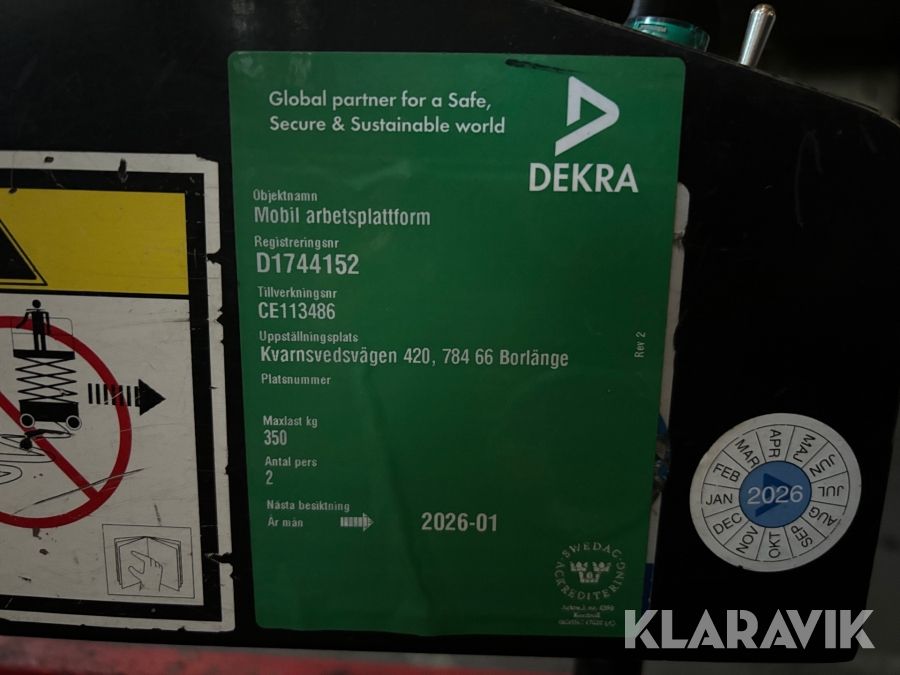 Global partner for a Safe,
Secure & Sustainable world
DEKRA
Objektnamn
Mobil arbetsplattform
Registreringsnr
D1744152
Tillverkningsnr
CE113486
Uppställningsplats
Kvarnsvedsvägen 420, 784 66 Borlänge
Platsnummer
Rev 2
Maxlast kg
350
Antal pers
2
Nästa besiktning
År mån
2026-01
SWEDAC
ACKREDITERING
JAN
FEB
MAR
APR
MAJ
JUN
JUL
AUG
SEP
OKT
NOV
DEC
2026
KLARAVIK